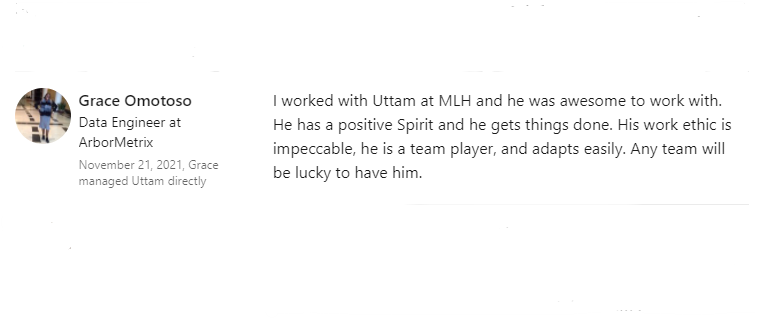 Grace Omotoso
Data Engineer at
ArborMetrix
November 21, 2021, Grace
managed Uttam directly
I worked with Uttam at MLH and he was awesome to work with.
He has a positive Spirit and he gets things done. His work ethic is
impeccable, he is a team player, and adapts easily. Any team will
be lucky to have him.